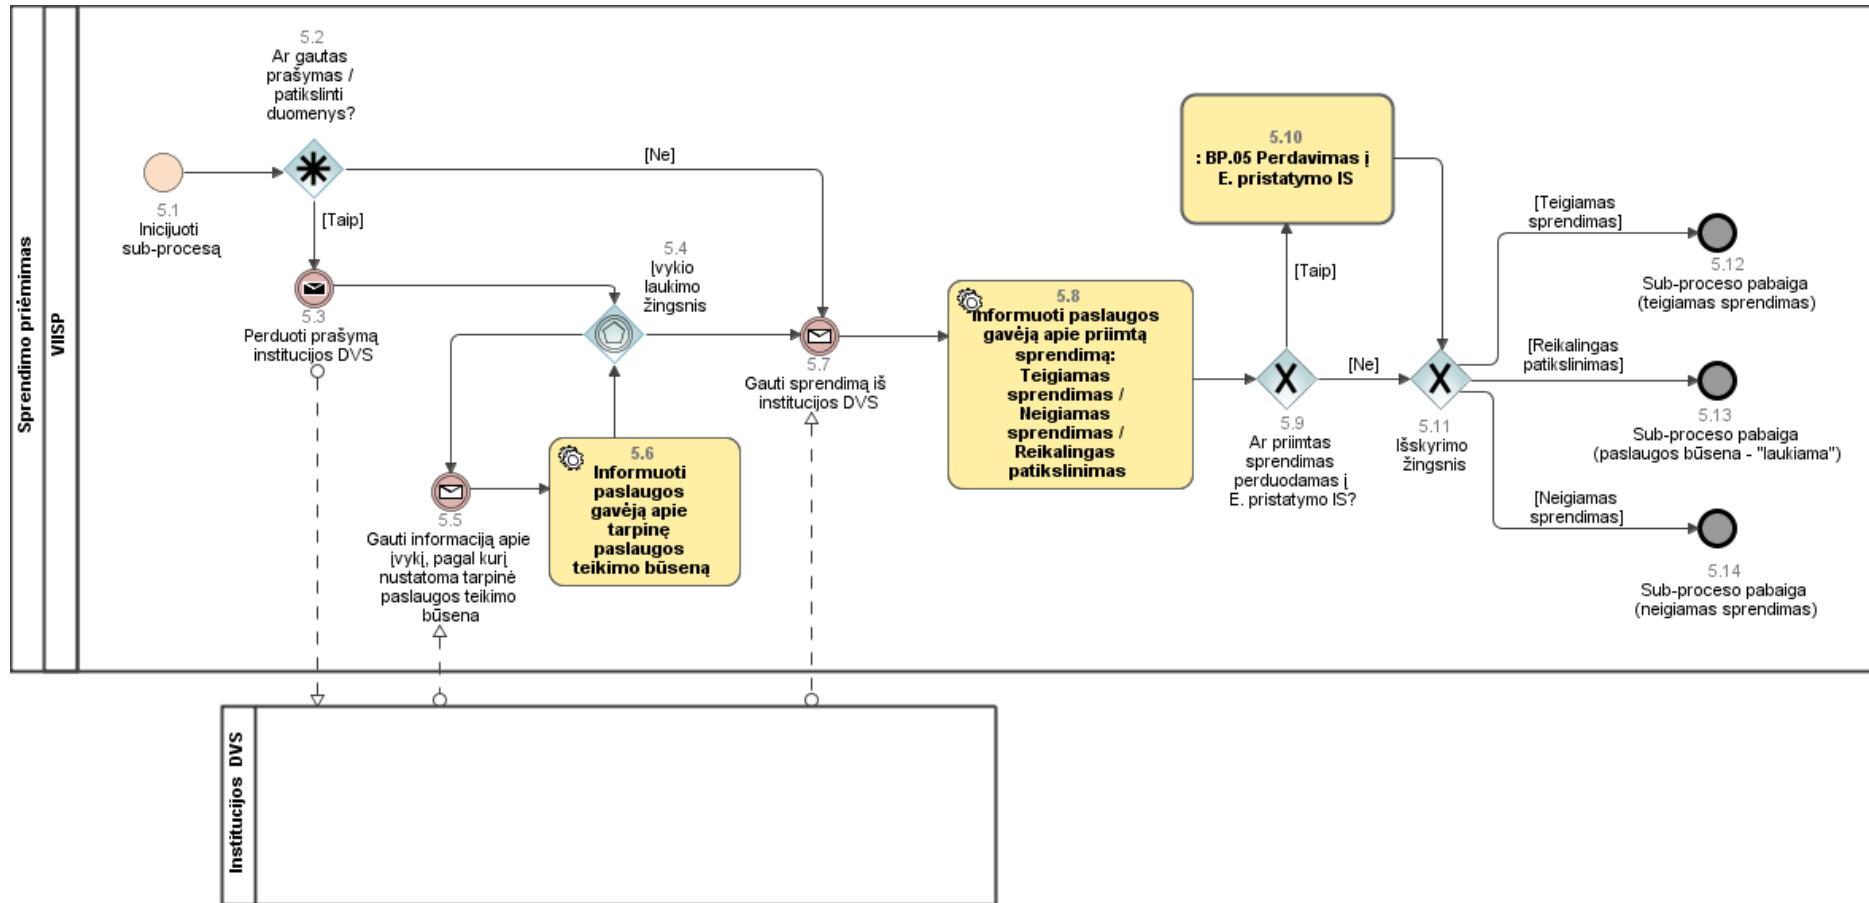 Sprendimo priėmimas
VIISP
5.1
Inicijuoti
sub-procesą
5.2
Ar gautas
prašymas /
patikslinti
duomenys?
[Ne]
[Taip]
5.3
Perduoti prašymą
institucijos DVS
5.4
Įvykio
laukimo
žingsnis
5.5
Gauti informaciją apie
įvykį, pagal kurį
nustatoma tarpinė
paslaugos teikimo
būsena
5.6
Informuoti
paslaugos
gavėją apie
tarpinę
paslaugos
teikimo būseną
5.7
Gauti sprendimą iš
institucijos DVS
5.8
Informuoti paslaugos
gavėją apie priimtą
sprendimą:
Teigiamas
sprendimas /
Neigiamas
sprendimas /
Reikalingas
patikslinimas
5.9
Ar priimtas
sprendimas
perduodamas į
E. pristatymo IS?
[Taip]
[Ne]
5.10
: BP.05 Perdavimas į
E. pristatymo IS
5.11
Išskyrimo
žingsnis
[Teigiamas
sprendimas]
5.12
Sub-proceso pabaiga
(teigiamas sprendimas)
[Reikalingas
patikslinimas]
5.13
Sub-proceso pabaiga
(paslaugos būsena - "laukiama")
[Neigiamas
sprendimas]
5.14
Sub-proceso pabaiga
(neigiamas sprendimas)
Institucijos DVS